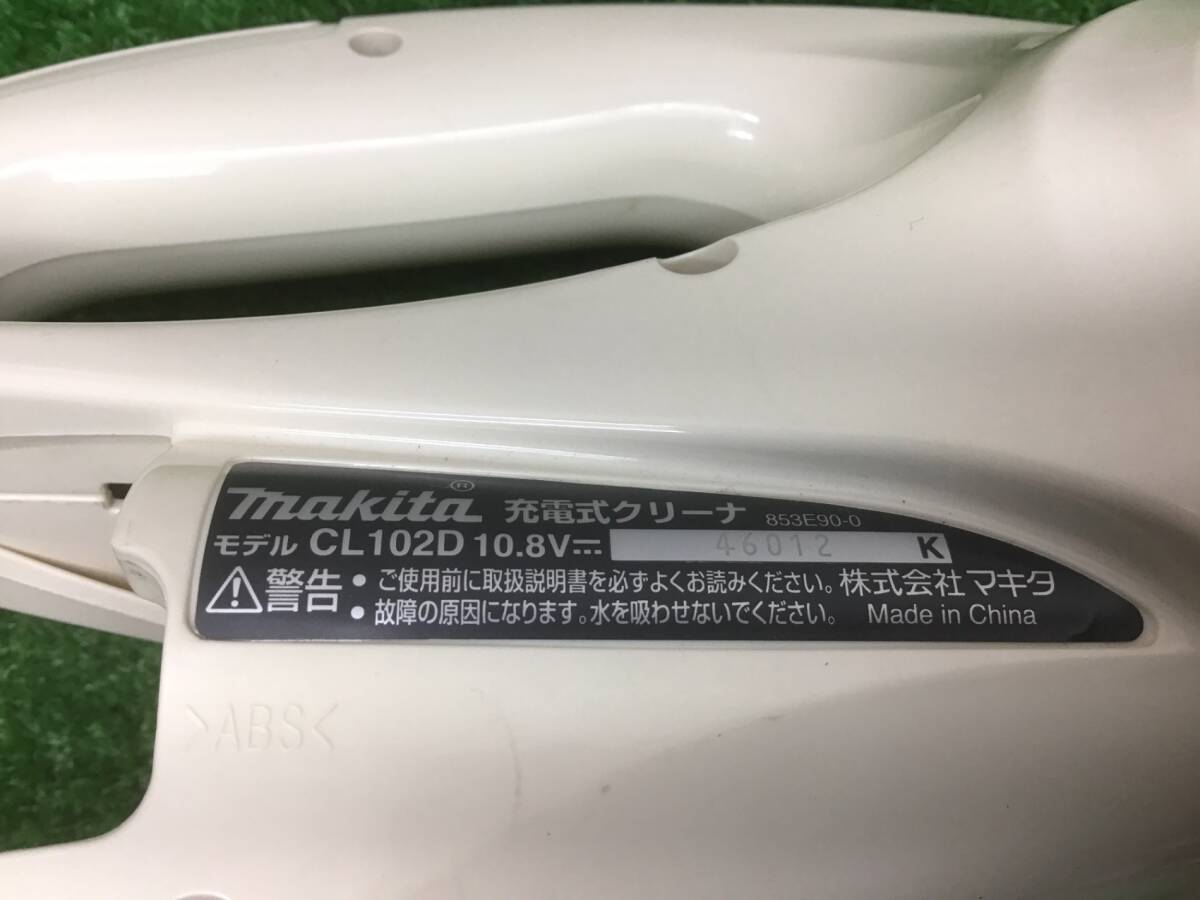 makita® 充電式クリーナ 853E90-0
モデル CL102D 10.8V⎓ 46012 K
⚠警告 • ご使用前に取扱説明書を必ずよくお読みください。 株式会社マキタ
• 故障の原因になります。水を吸わせないでください。 Made in China
>ABS<